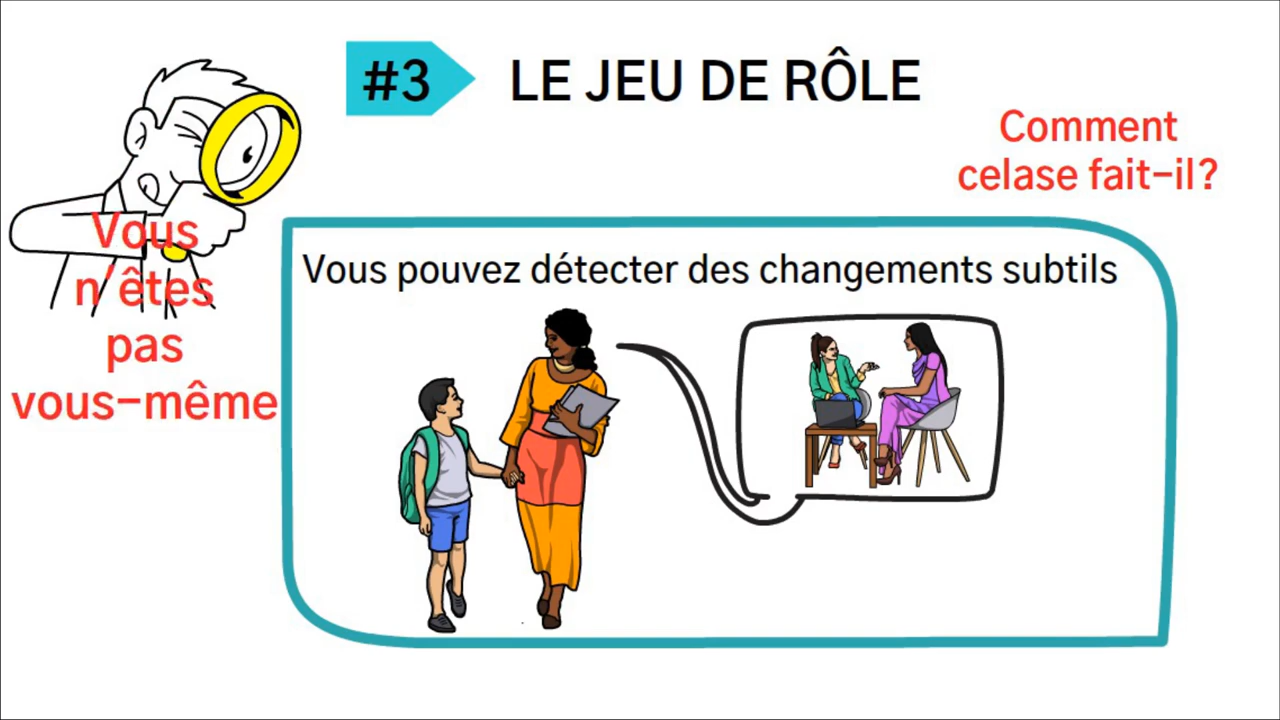 #3
LE JEU DE RÔLE
Comment
celase fait-il?
Vous
n'êtes
pas
vous-même
Vous pouvez détecter des changements subtils